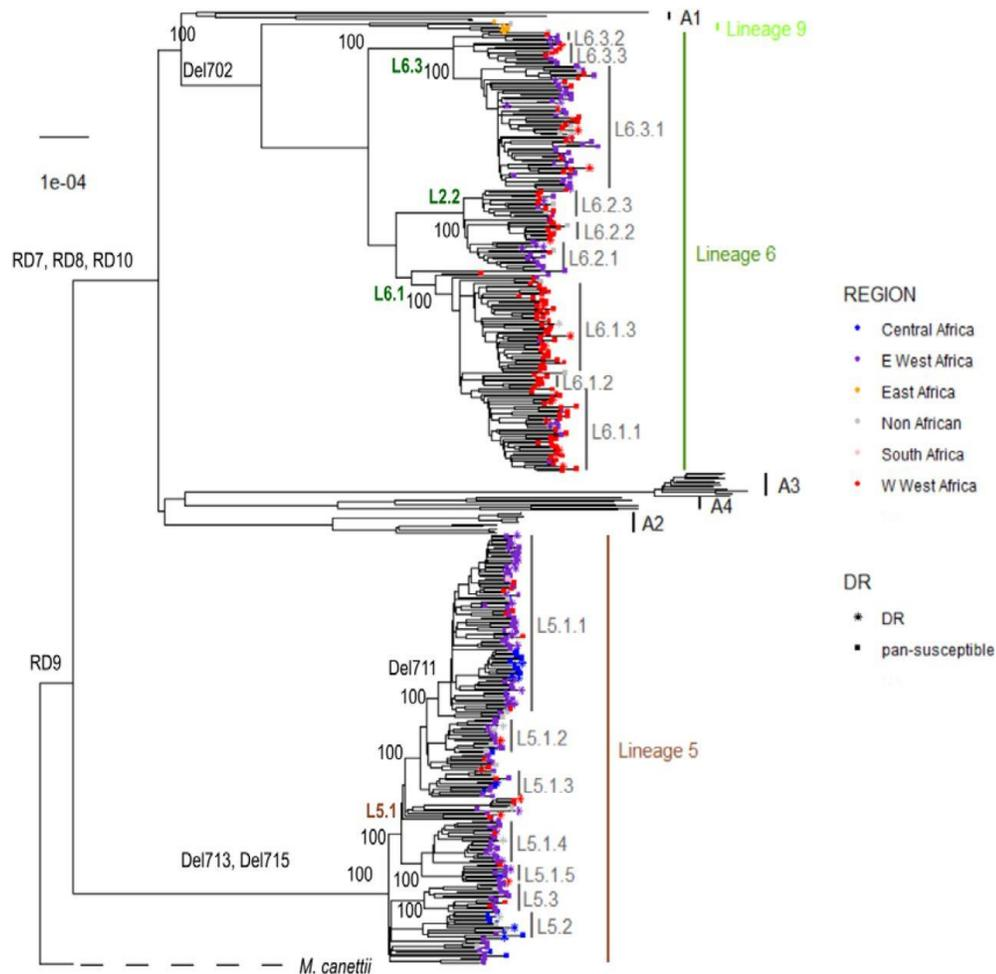 A1
Lineage 9
100
100
L6.3.2
L6.3.3
L6.3
100
Del702
L6.3.1
1e-04
L2.2
L6.2.3
100
L6.2.2
L6.2.1
Lineage 6
RD7, RD8, RD10
L6.1
100
L6.1.3
L6.1.2
L6.1.1
REGION
Central Africa
E West Africa
East Africa
Non African
South Africa
W West Africa
A3
A4
A2
DR
DR
pan-susceptible
L5.1.1
RD9
Del711
100
L5.1.2
Lineage 5
100
L5.1.3
L5.1
100
L5.1.4
Del713, Del715
100
100
L5.1.5
L5.3
100
L5.2
M. canettii